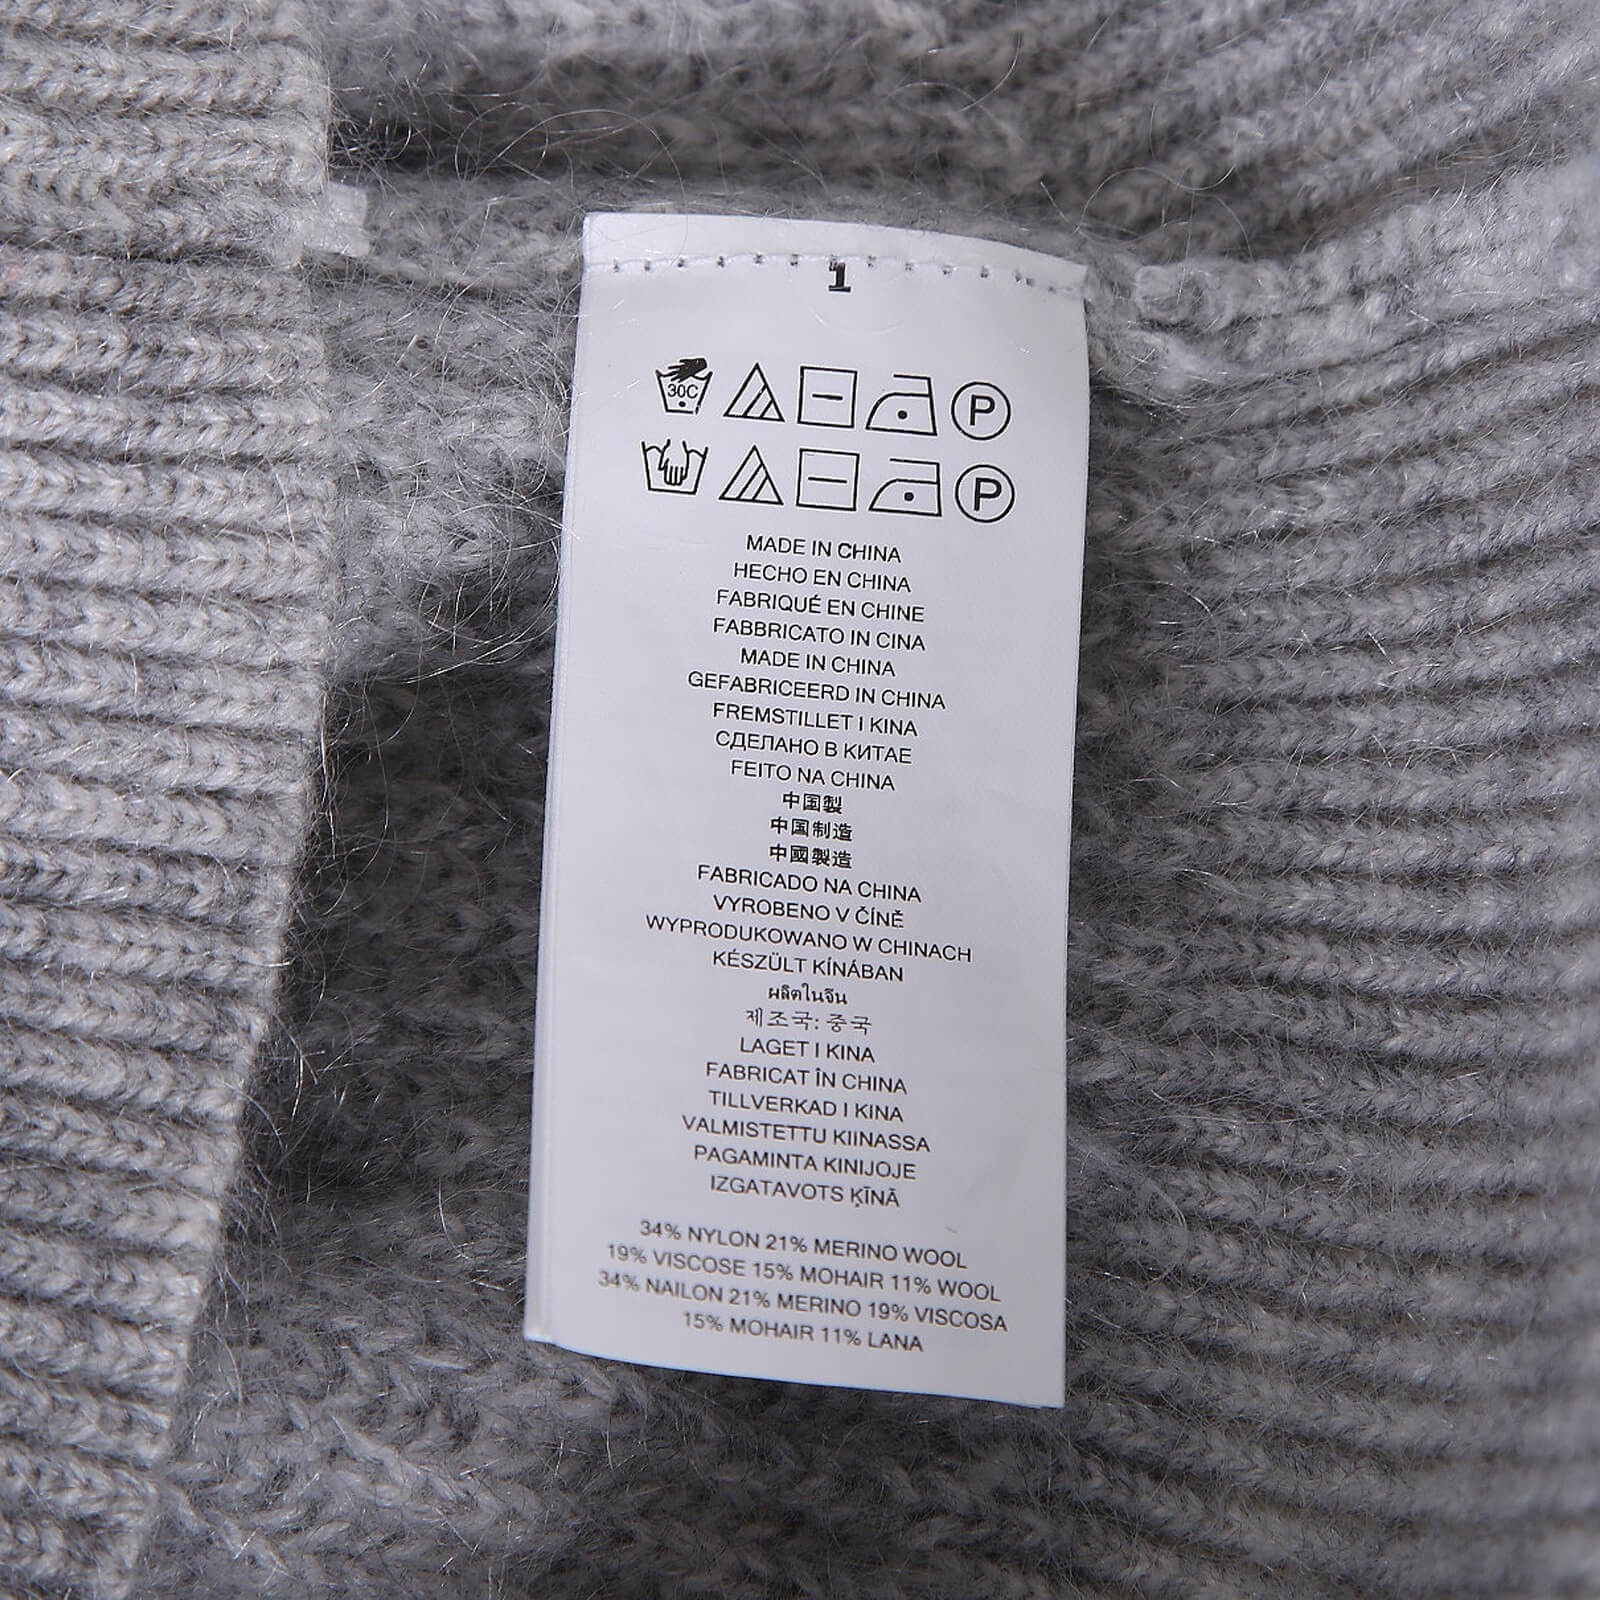 1
30C
P
P
MADE IN CHINA
HECHO EN CHINA
FABRIQUÉ EN CHINE
FABBRICATO IN CINA
MADE IN CHINA
GEFABRICEERD IN CHINA
FREMSTILLET I KINA
СДЕЛАНО В КИТАЕ
FEITO NA CHINA
中国製
中国制造
中國製造
FABRICADO NA CHINA
VYROBENO V ČÍNĚ
WYPRODUKOWANO W CHINACH
KÉSZÜLT KÍNÁBAN
ผลิตในจีน
제조국: 중국
LAGET I KINA
FABRICAT ÎN CHINA
TILLVERKAD I KINA
VALMISTETTU KIINASSA
PAGAMINTA KINIJOJE
IZGATAVOTS ĶĪNĀ
34% NYLON 21% MERINO WOOL
19% VISCOSE 15% MOHAIR 11% WOOL
34% NAILON 21% MERINO 19% VISCOSA
15% MOHAIR 11% LANA